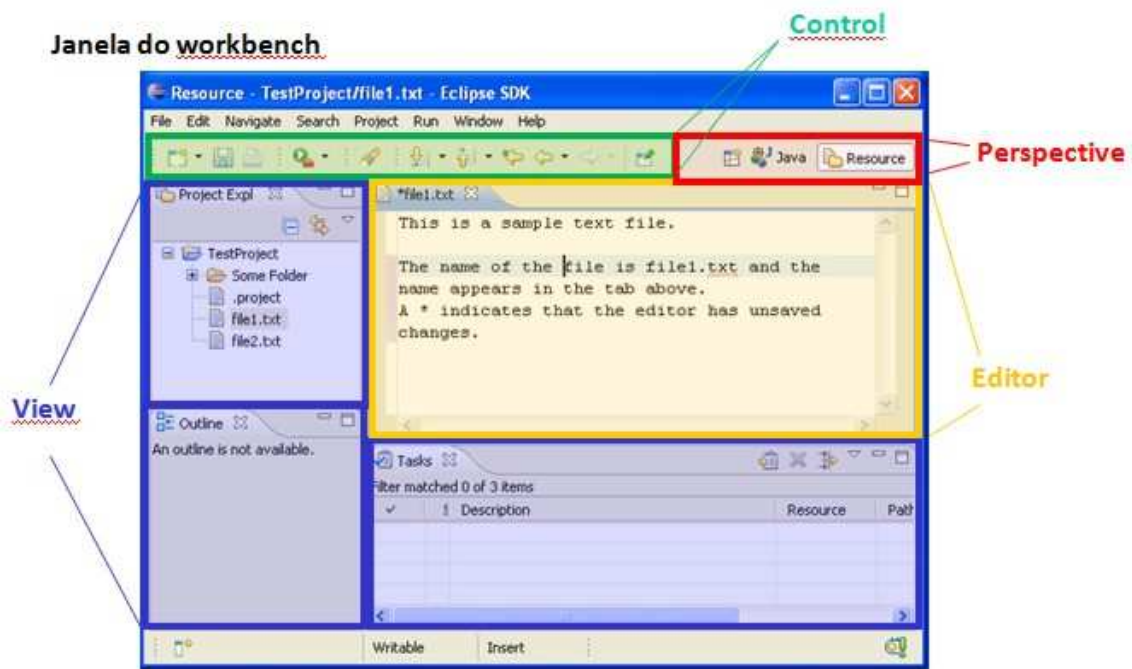 Control
Janela do workbench
Resource - TestProject/file1.txt - Eclipse SDK
File Edit Navigate Search Project Run Window Help
Java Resource
Perspective
Project Expl
*file1.txt
This is a sample text file.
TestProject
Some Folder
.project
file1.txt
file2.txt
The name of the file is file1.txt and the
name appears in the tab above.
A * indicates that the editor has unsaved
changes.
Editor
View
Outline
An outline is not available.
Tasks
Filter matched 0 of 3 items
! Description Resource Path
Writable Insert